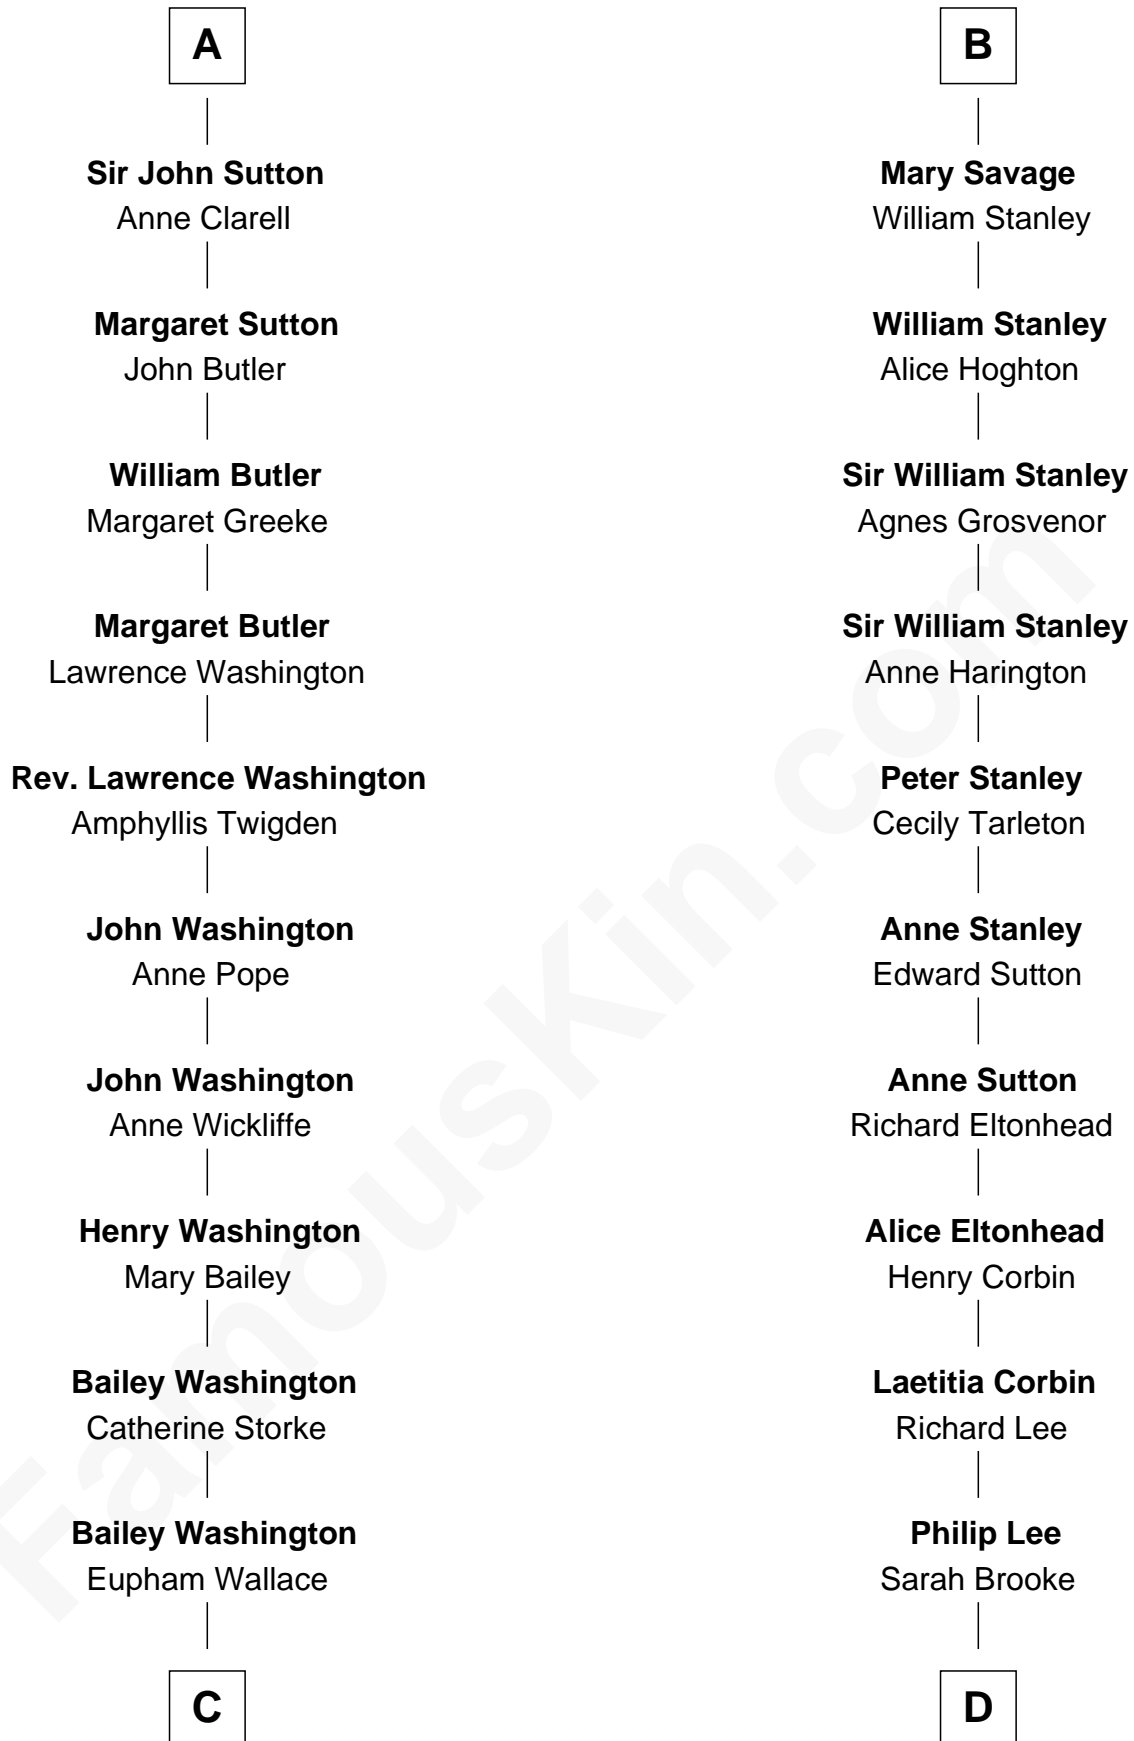 A
Sir John Sutton
Anne Clarell
Margaret Sutton
John Butler
William Butler
Margaret Greeke
Margaret Butler
Lawrence Washington
Rev. Lawrence Washington
Amphyllis Twigden
John Washington
Anne Pope
John Washington
Anne Wickliffe
Henry Washington
Mary Bailey
Bailey Washington
Catherine Storke
Bailey Washington
Eupham Wallace
C
B
Mary Savage
William Stanley
William Stanley
Alice Hoghton
Sir William Stanley
Agnes Grosvenor
Sir William Stanley
Anne Harington
Peter Stanley
Cecily Tarleton
Anne Stanley
Edward Sutton
Anne Sutton
Richard Eltonhead
Alice Eltonhead
Henry Corbin
Laetitia Corbin
Richard Lee
Philip Lee
Sarah Brooke
D
FamousKin.com